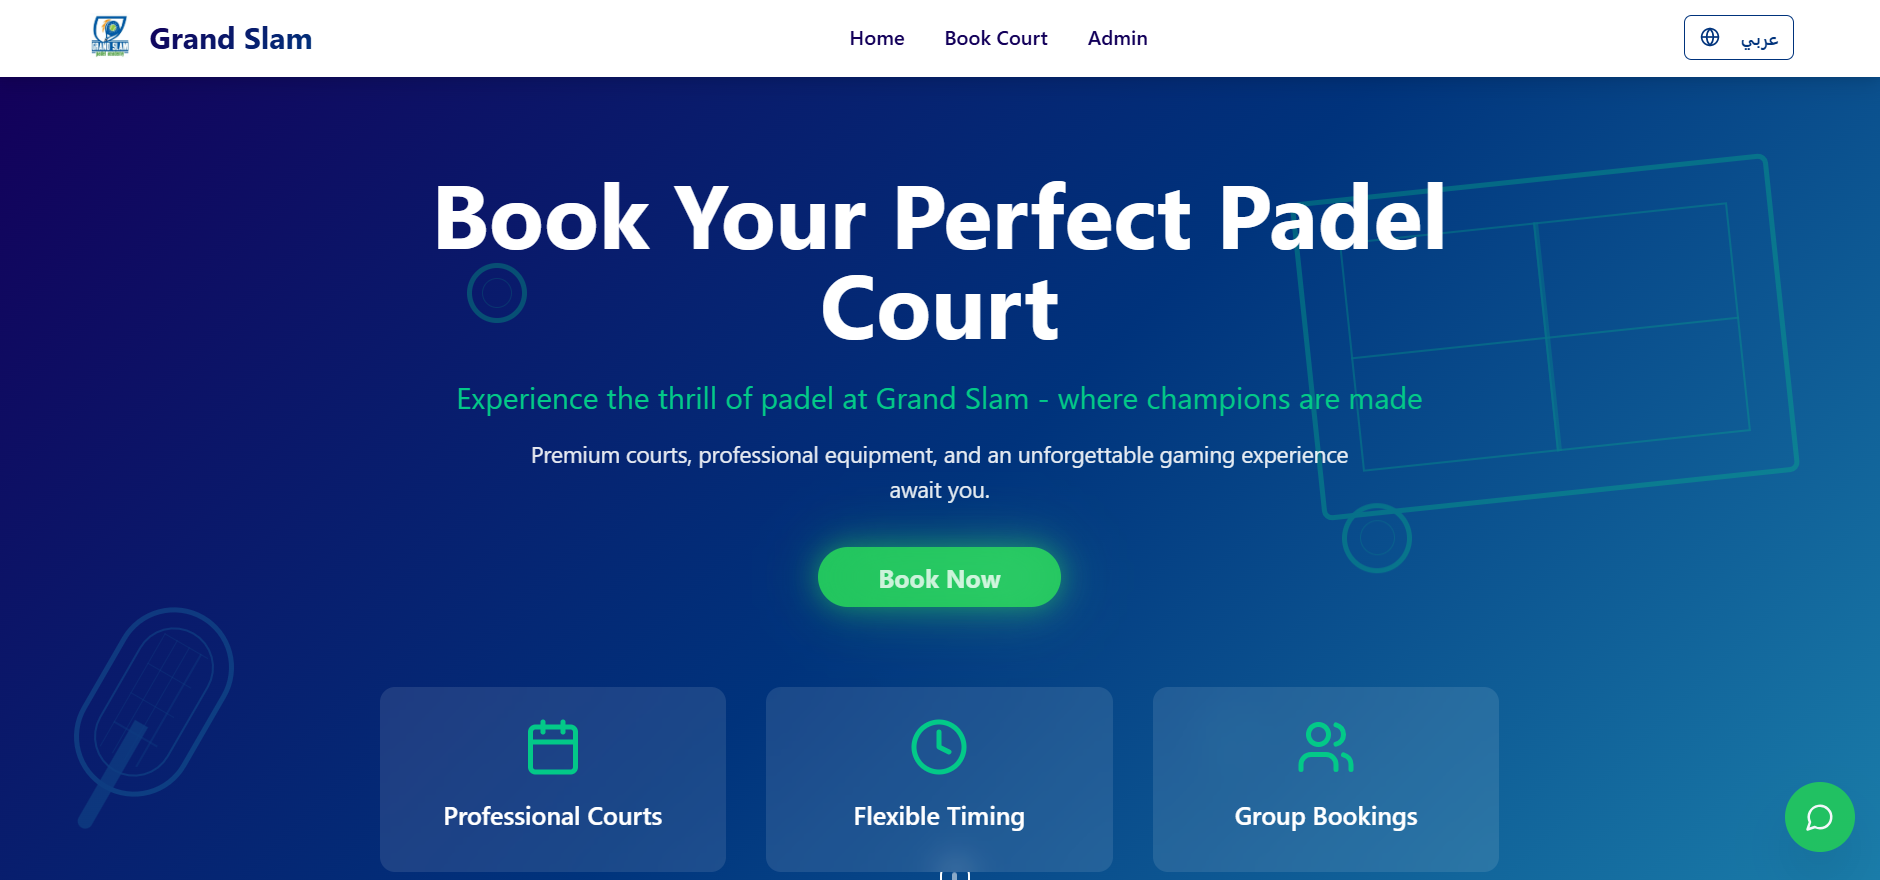 GRAND SLAM
Grand Slam
Home
Book Court
Admin
عربي
Book Your Perfect Padel
Court
Experience the thrill of padel at Grand Slam - where champions are made
Premium courts, professional equipment, and an unforgettable gaming experience
await you.
Book Now
Professional Courts
Flexible Timing
Group Bookings